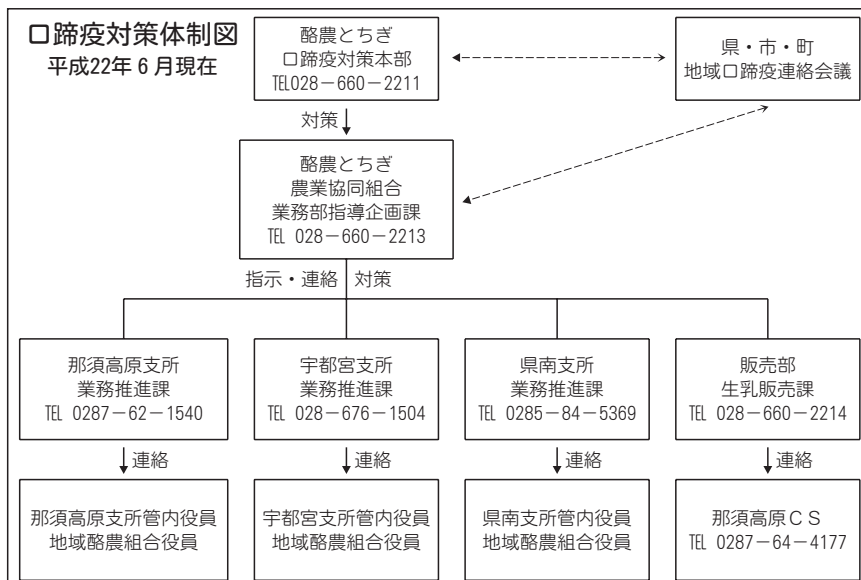 口蹄疫対策体制図
平成22年６月現在
酪農とちぎ
口蹄疫対策本部
℡028－660－2211
県・市・町
地域口蹄疫連絡会議
対策
酪農とちぎ
農業協同組合
業務部指導企画課
℡ 028－660－2213
指示・連絡 対策
那須高原支所
業務推進課
℡ 0287－62－1540
宇都宮支所
業務推進課
℡ 028－676－1504
県南支所
業務推進課
℡ 0285－84－5369
販売部
生乳販売課
℡ 028－660－2214
連絡
連絡
連絡
連絡
那須高原支所管内役員
地域酪農組合役員
宇都宮支所管内役員
地域酪農組合役員
県南支所管内役員
地域酪農組合役員
那須高原ＣＳ
℡ 0287－64－4177